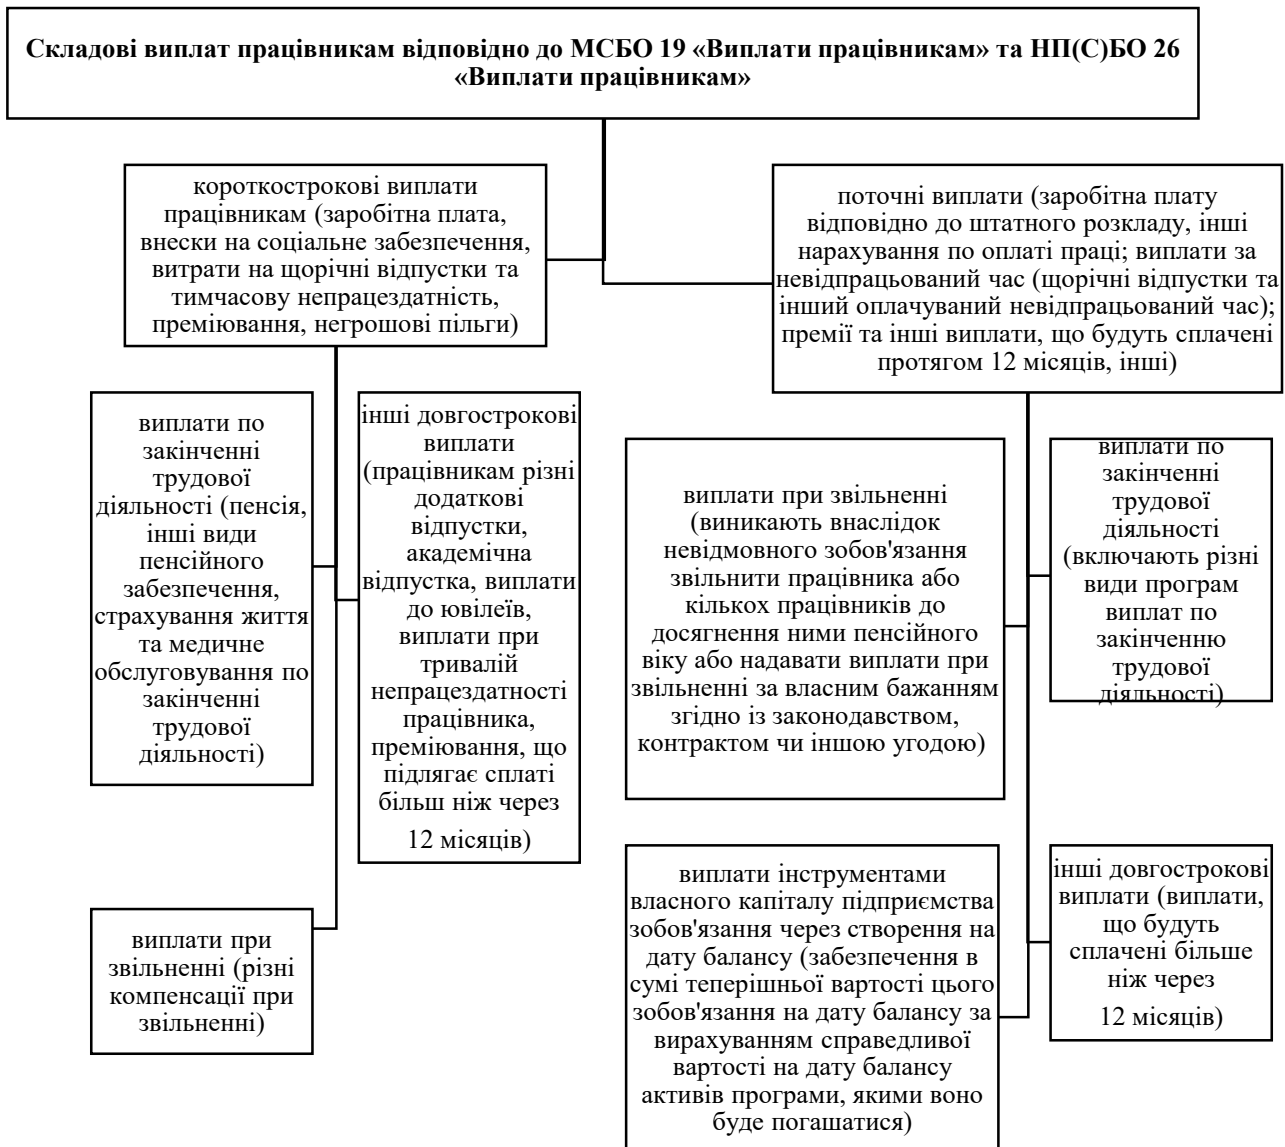 Складові виплат працівникам відповідно до МСБО 19 «Виплати працівникам» та НП(С)БО 26
«Виплати працівникам»
короткострокові виплати
працівникам (заробітна плата,
внески на соціальне забезпечення,
витрати на щорічні відпустки та
тимчасову непрацездатність,
преміювання, негрошові пільги)
поточні виплати (заробітна плату
відповідно до штатного розкладу, інші
нарахування по оплаті праці; виплати за
невідпрацьований час (щорічні відпустки та
інший оплачуваний невідпрацьований час);
премії та інші виплати, що будуть сплачені
протягом 12 місяців, інші)
виплати по
закінченні
трудової
діяльності (пенсія,
інші види
пенсійного
забезпечення,
страхування життя
та медичне
обслуговування по
закінченні
трудової
діяльності)
інші довгострокові
виплати
(працівникам різні
додаткові
відпустки,
академічна
відпустка, виплати
до ювілеїв,
виплати при
тривалій
непрацездатності
працівника,
преміювання, що
підлягає сплаті
більш ніж через
12 місяців)
виплати при звільненні
(виникають внаслідок
невідмовного зобов'язання
звільнити працівника або
кількох працівників до
досягнення ними пенсійного
віку або надавати виплати при
звільненні за власним бажанням
згідно із законодавством,
контрактом чи іншою угодою)
виплати по
закінченні
трудової
діяльності
(включають різні
види програм
виплат по
закінченню
трудової
діяльності)
виплати при
звільненні (різні
компенсації при
звільненні)
виплати інструментами
власного капіталу підприємства
зобов'язання через створення на
дату балансу (забезпечення в
сумі теперішньої вартості цього
зобов'язання на дату балансу за
вирахуванням справедливої
вартості на дату балансу
активів програми, якими воно
буде погашатися)
інші довгострокові
виплати (виплати,
що будуть
сплачені більше
ніж через
12 місяців)